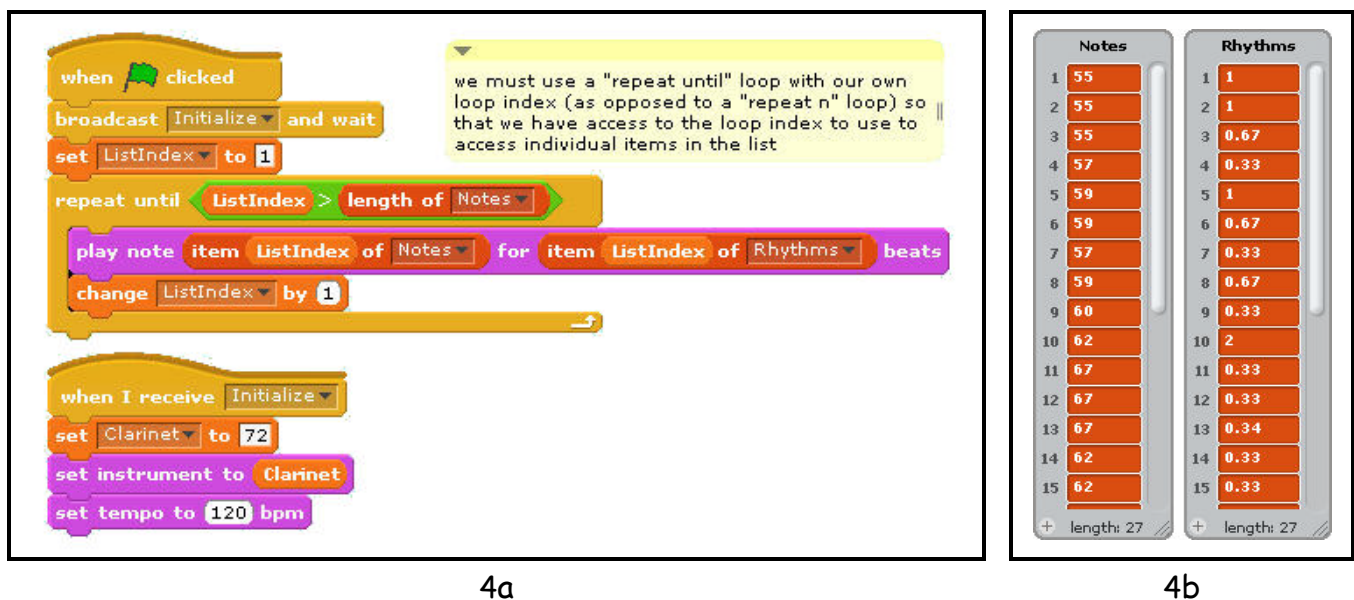 when clicked
broadcast Initialize and wait
set ListIndex to 1
repeat until ListIndex > length of Notes
play note item ListIndex of Notes for item ListIndex of Rhythms beats
change ListIndex by 1
we must use a "repeat until" loop with our own
loop index (as opposed to a "repeat n" loop) so
that we have access to the loop index to use to
access individual items in the list
when I receive Initialize
set Clarinet to 72
set instrument to Clarinet
set tempo to 120 bpm
4a
Notes
1 55
2 55
3 55
4 57
5 59
6 59
7 57
8 59
9 60
10 62
11 67
12 67
13 67
14 62
15 62
+ length: 27
Rhythms
1 1
2 1
3 0.67
4 0.33
5 1
6 0.67
7 0.33
8 0.67
9 0.33
10 2
11 0.33
12 0.33
13 0.34
14 0.33
15 0.33
+ length: 27
4b